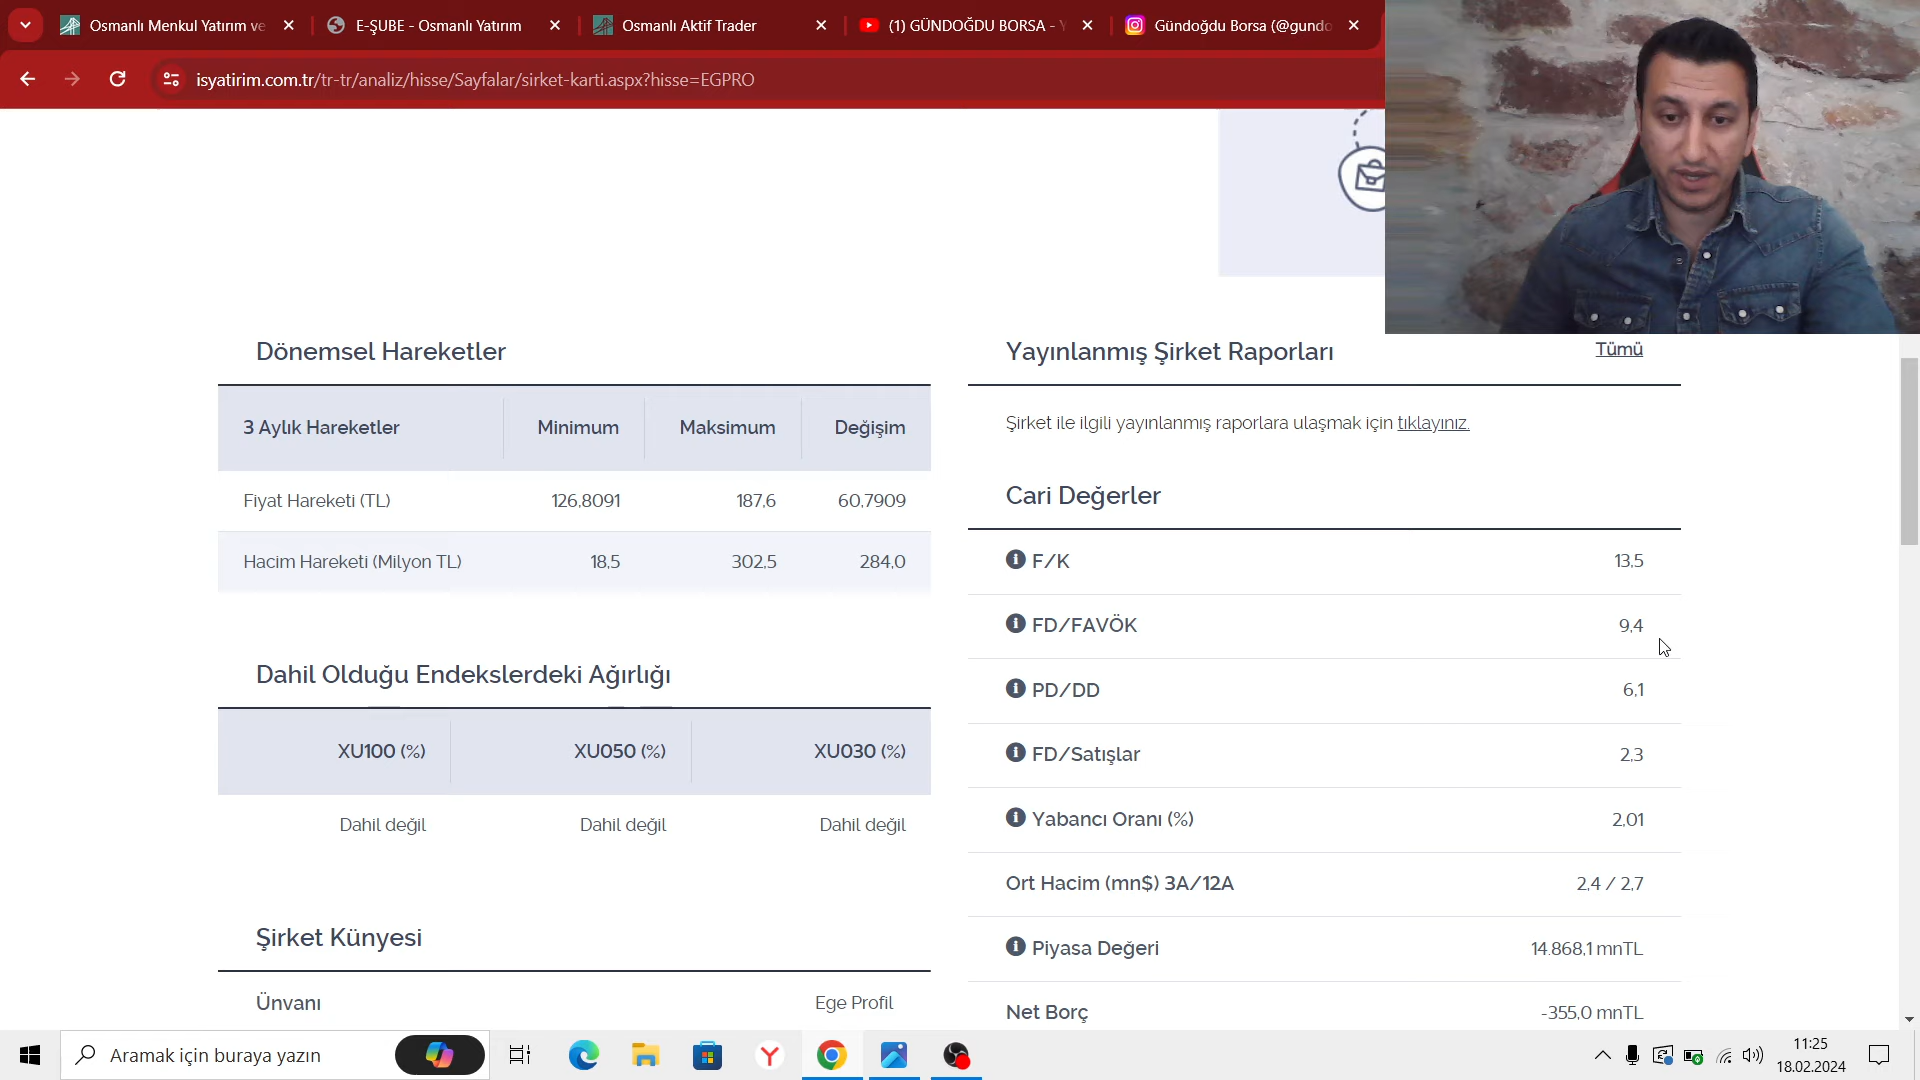 Osmanlı Menkul Yatırım ve
E-ŞUBE - Osmanlı Yatırım
Osmanlı Aktif Trader
(1) GÜNDOĞDU BORSA - Y
Gündoğdu Borsa (@gundo
isyatirim.com.tr/tr-tr/analiz/hisse/Sayfalar/sirket-karti.aspx?hisse=EGPRO
Dönemsel Hareketler
3 Aylık Hareketler Minimum Maksimum Değişim
Fiyat Hareketi (TL) 126,8091 187,6 60,7909
Hacim Hareketi (Milyon TL) 18,5 302,5 284,0
Dahil Olduğu Endekslerdeki Ağırlığı
XU100 (%) XU050 (%) XU030 (%)
Dahil değil Dahil değil Dahil değil
Şirket Künyesi
Ünvanı Ege Profil
Yayınlanmış Şirket Raporları Tümü
Şirket ile ilgili yayınlanmış raporlara ulaşmak için tıklayınız.
Cari Değerler
F/K 13,5
FD/FAVÖK 9,4
PD/DD 6,1
FD/Satışlar 2,3
Yabancı Oranı (%) 2,01
Ort Hacim (mn$) 3A/12A 2,4 / 2,7
Piyasa Değeri 14.868,1 mnTL
Net Borç -355,0 mnTL
Aramak için buraya yazın
11:25
18.02.2024